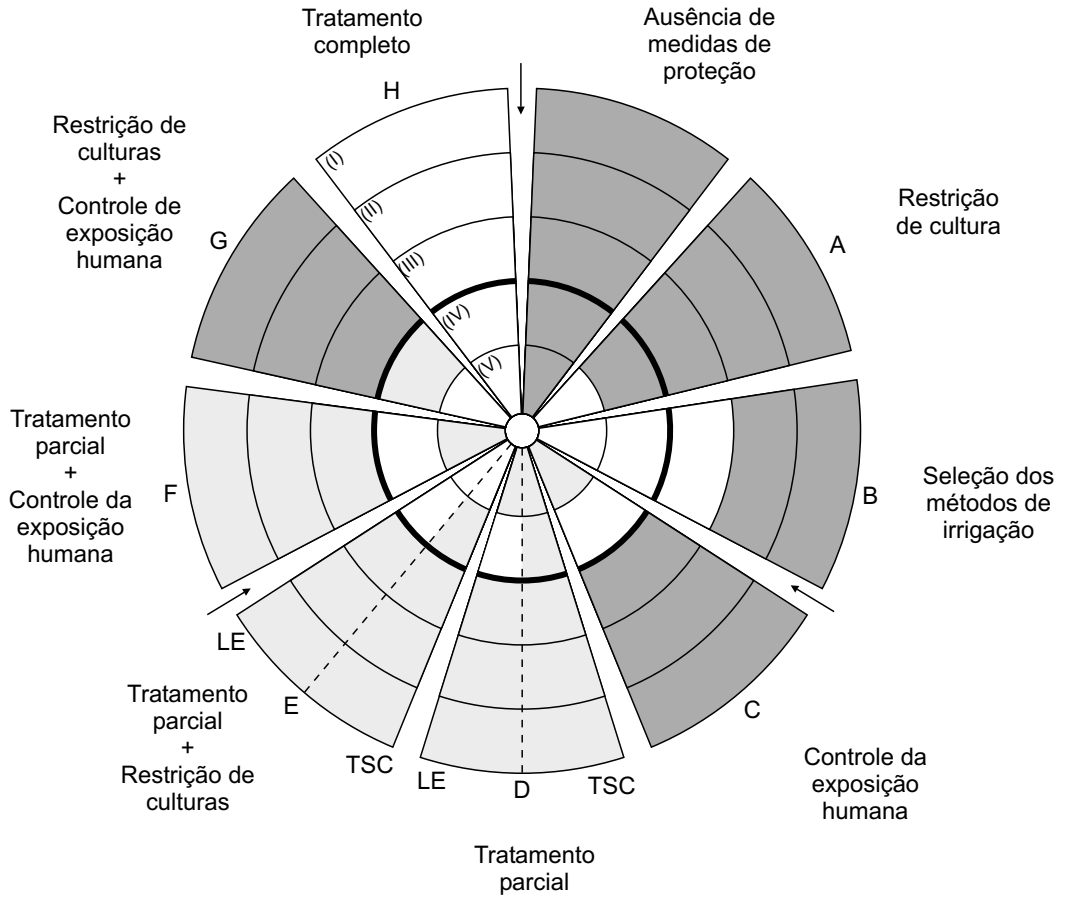 Tratamento
completo
H
Ausência de
medidas de
proteção
Restrição de
culturas
+
Controle de
exposição
humana
G
(I)
(II)
(III)
(IV)
(V)
A
Restrição
de cultura
Tratamento
parcial
+
Controle da
exposição
humana
F
B
Seleção dos
métodos de
irrigação
LE
E
TSC
Tratamento
parcial
+
Restrição de
culturas
LE
D
TSC
C
Controle da
exposição
humana
Tratamento
parcial